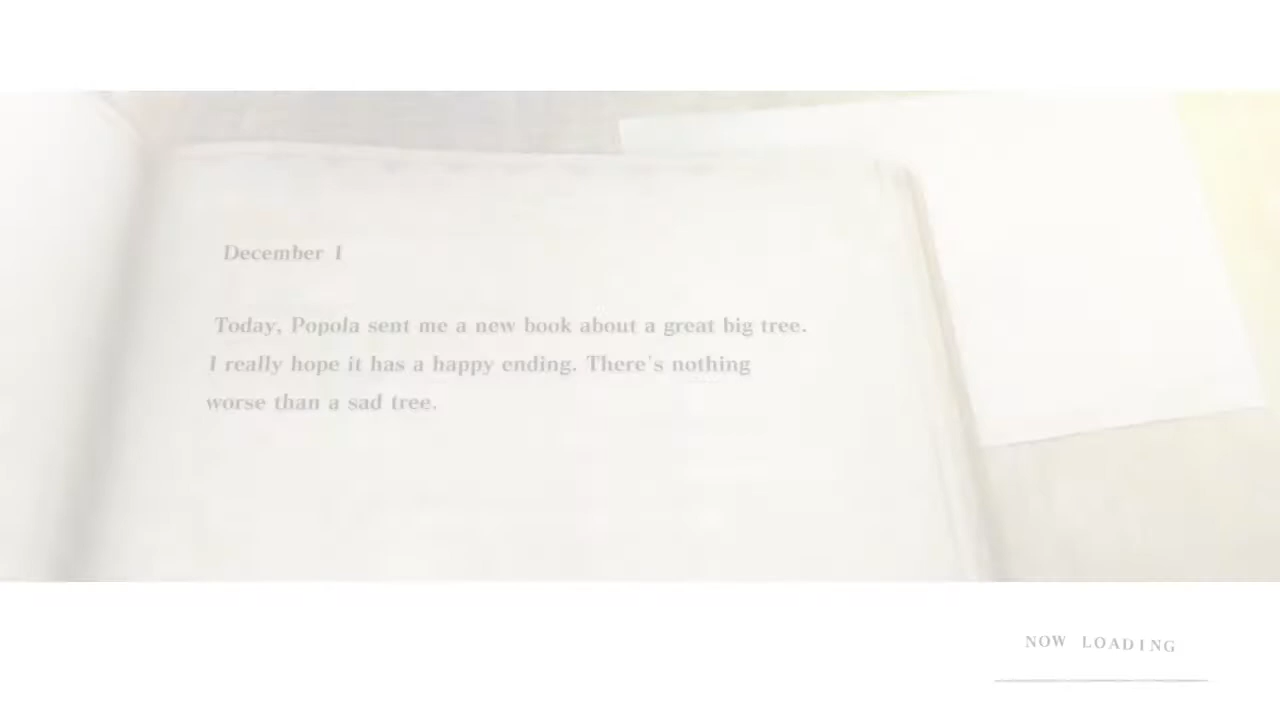 December 1
Today, Popola sent me a new book about a great big tree.
I really hope it has a happy ending. There's nothing
worse than a sad tree.
NOW LOADING